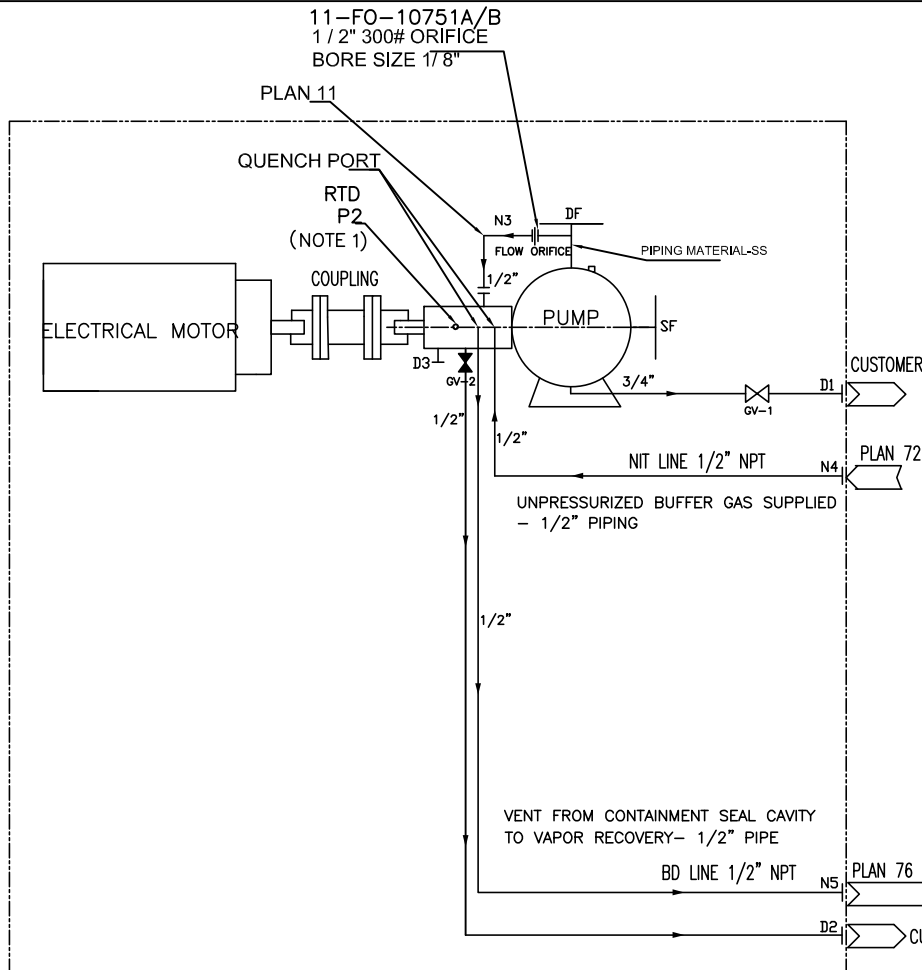 11-FO-10751A/B
1 / 2" 300# ORIFICE
BORE SIZE 1/ 8"
PLAN 11
QUENCH PORT
RTD
P2
(NOTE 1)
N3
DF
FLOW ORIFICE
PIPING MATERIAL-SS
1/2"
COUPLING
ELECTRICAL MOTOR
PUMP
SF
D3
GV-2
3/4"
GV-1
D1
CUSTOMER
1/2"
1/2"
NIT LINE 1/2" NPT
N4
PLAN 72
UNPRESSURIZED BUFFER GAS SUPPLIED
- 1/2" PIPING
1/2"
VENT FROM CONTAINMENT SEAL CAVITY
TO VAPOR RECOVERY- 1/2" PIPE
BD LINE 1/2" NPT
N5
PLAN 76
D2